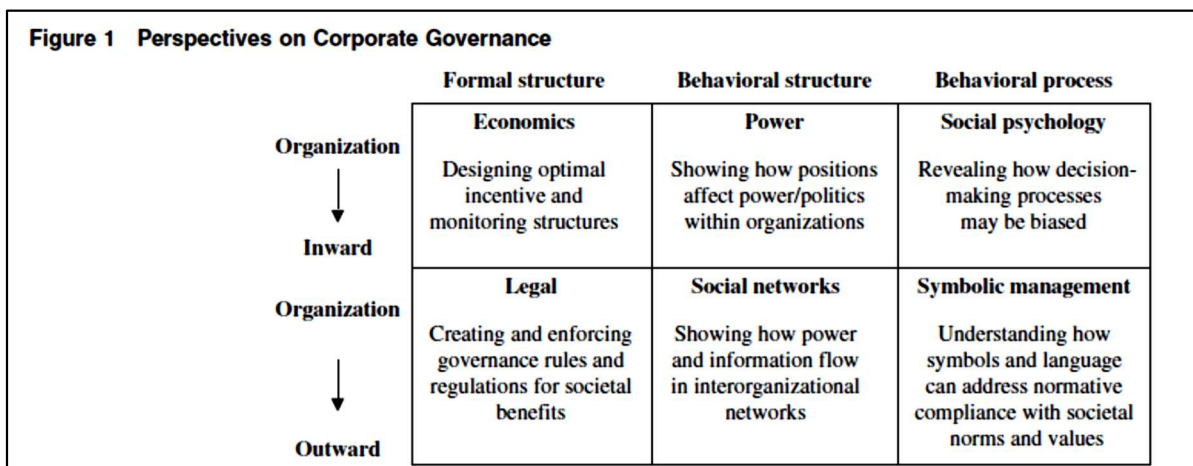 Figure 1 Perspectives on Corporate Governance
Formal structure Behavioral structure Behavioral process
Organization
Inward
Economics
Designing optimal
incentive and
monitoring structures
Power
Showing how positions
affect power/politics
within organizations
Social psychology
Revealing how decision-
making processes
may be biased
Organization
Outward
Legal
Creating and enforcing
governance rules and
regulations for societal
benefits
Social networks
Showing how power
and information flow
in interorganizational
networks
Symbolic management
Understanding how
symbols and language
can address normative
compliance with societal
norms and values